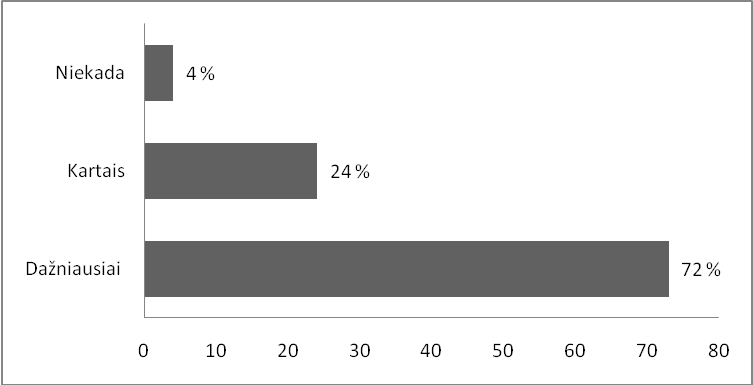 Niekada 4 %
Kartais 24 %
Dažniausiai 72 %
0 10 20 30 40 50 60 70 80